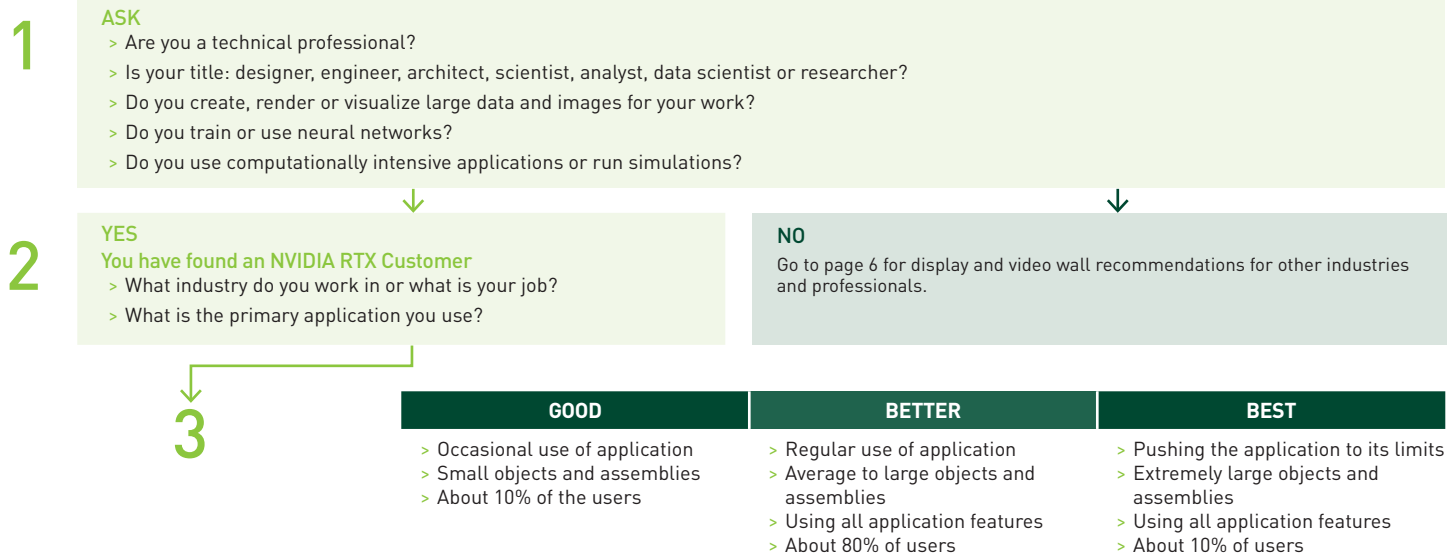 1
ASK
> Are you a technical professional?
> Is your title: designer, engineer, architect, scientist, analyst, data scientist or researcher?
> Do you create, render or visualize large data and images for your work?
> Do you train or use neural networks?
> Do you use computationally intensive applications or run simulations?
2
YES
You have found an NVIDIA RTX Customer
> What industry do you work in or what is your job?
> What is the primary application you use?
NO
Go to page 6 for display and video wall recommendations for other industries
and professionals.
3
GOOD
> Occasional use of application
> Small objects and assemblies
> About 10% of the users
BETTER
> Regular use of application
> Average to large objects and
assemblies
> Using all application features
> About 80% of users
BEST
> Pushing the application to its limits
> Extremely large objects and
assemblies
> Using all application features
> About 10% of users